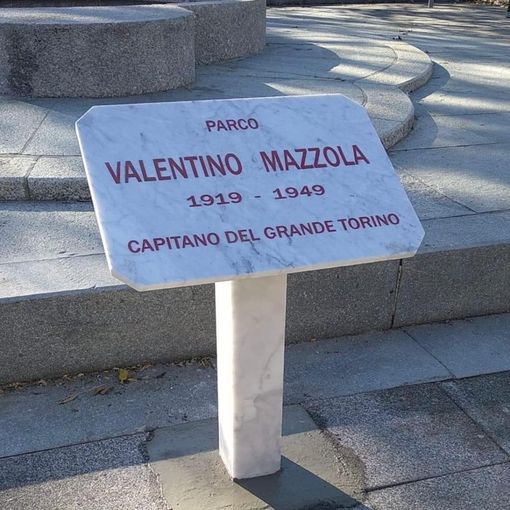 PARCO
VALENTINO MAZZOLA
1919 - 1949
CAPITANO DEL GRANDE TORINO